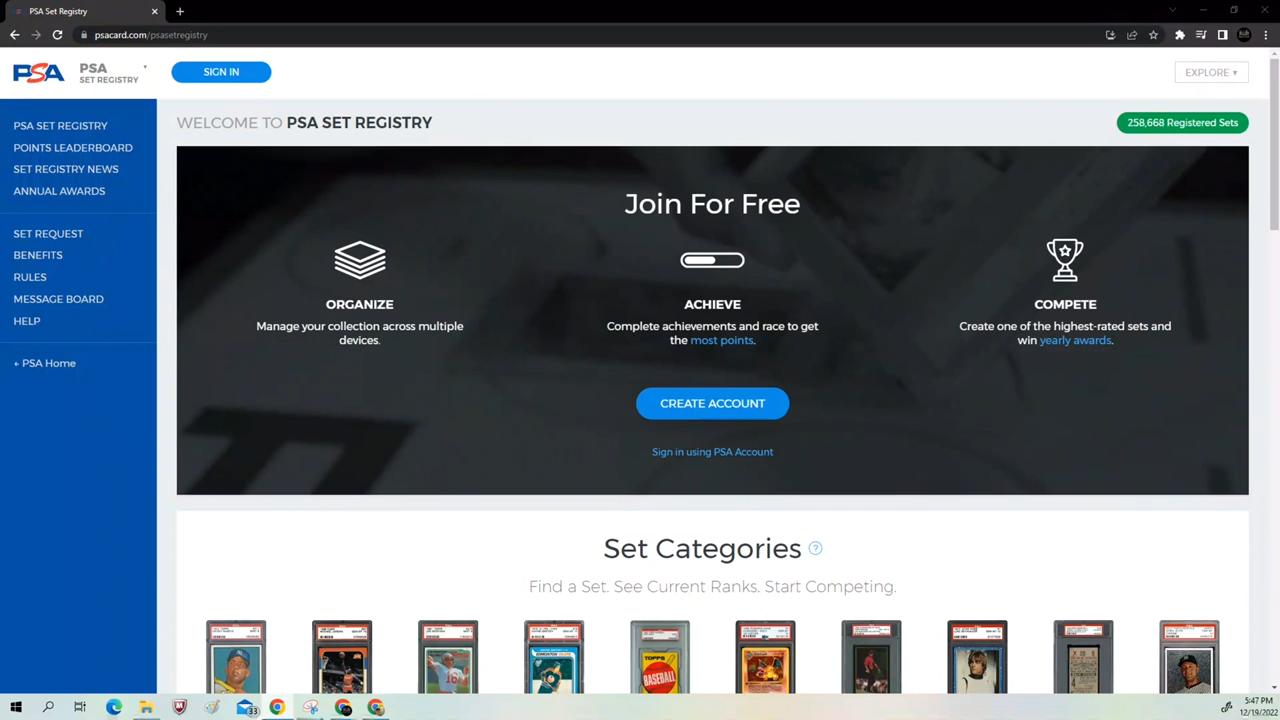 PSA Set Registry
psacard.com/psasetregistry
PSA
PSA
SET REGISTRY
SIGN IN
EXPLORE
PSA SET REGISTRY
POINTS LEADERBOARD
SET REGISTRY NEWS
ANNUAL AWARDS
SET REQUEST
BENEFITS
RULES
MESSAGE BOARD
HELP
PSA Home
WELCOME TO PSA SET REGISTRY
258,668 Registered Sets
Join For Free
ORGANIZE
Manage your collection across multiple
devices.
ACHIEVE
Complete achievements and race to get
the most points.
COMPETE
Create one of the highest-rated sets and
win yearly awards.
CREATE ACCOUNT
Sign in using PSA Account
Set Categories ?
Find a Set. See Current Ranks. Start Competing.
EDMONTON
TOPPS
BASEBALL
33
5:47 PM
12/19/2022